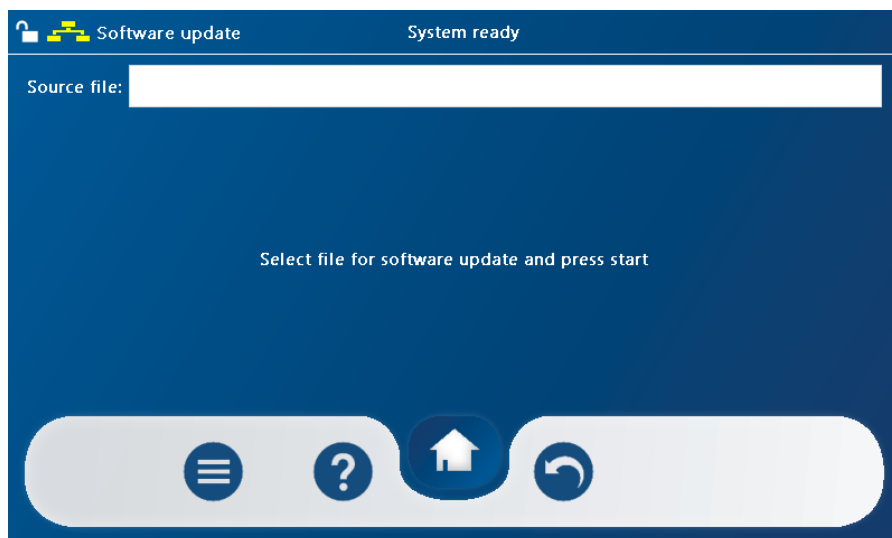 Software update
System ready
Source file:
Select file for software update and press start
?